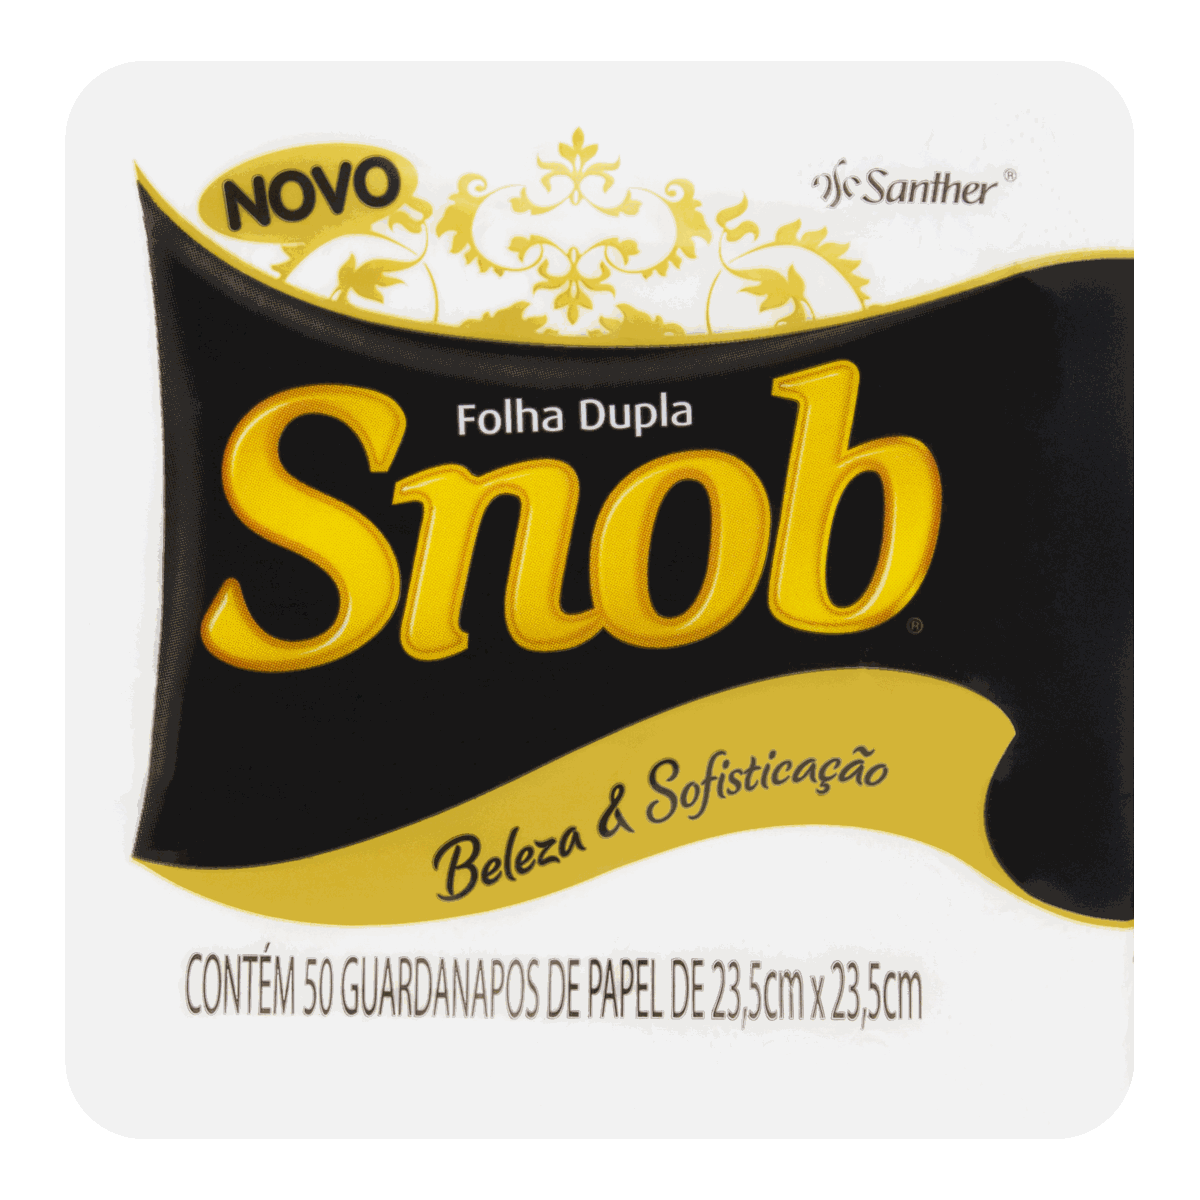 NOVO
Santher®
Folha Dupla
Snob®
Beleza & Sofisticação
CONTÉM 50 GUARDANAPOS DE PAPEL DE 23,5cm x 23,5cm